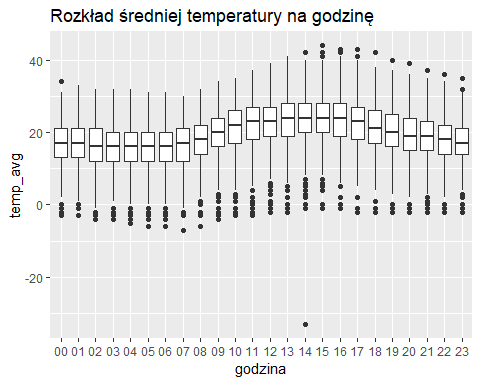 Rozkład średniej temperatury na godzinę
temp_avg
40
20
0
-20
00 01 02 03 04 05 06 07 08 09 10 11 12 13 14 15 16 17 18 19 20 21 22 23
godzina